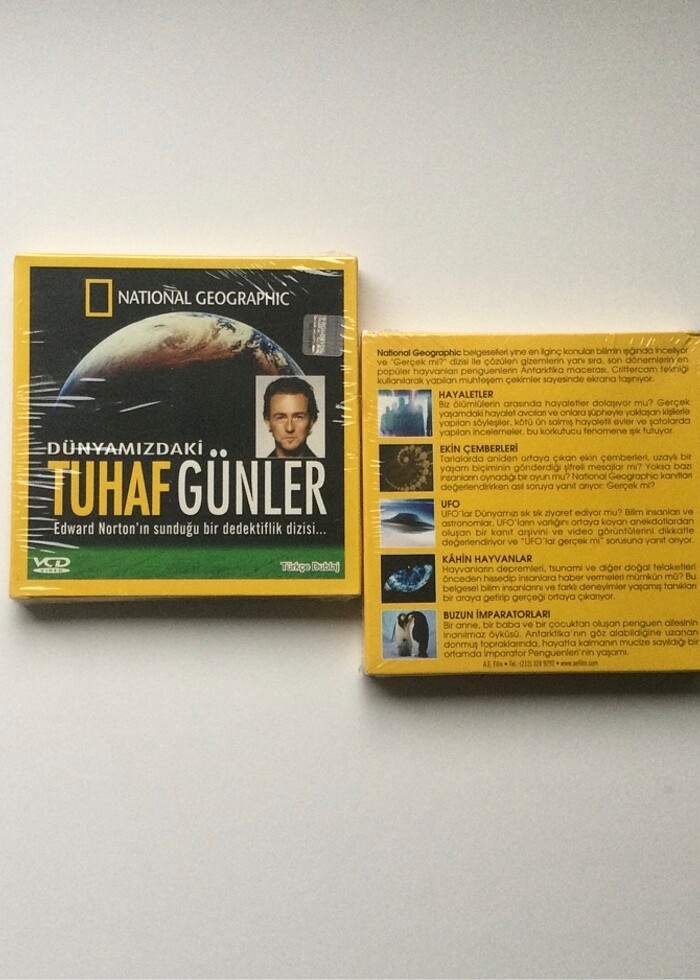 NATIONAL GEOGRAPHIC
DÜNYAMIZDAKİ
TUHAF GÜNLER
Edward Norton'ın sunduğu bir dedektiflik dizisi...
VCD
VIDEO
Türkçe Dublaj
National Geographic belgeselleri yine en ilginç konuları bilimin ışığında inceliyor
ve "Gerçek mi?" dizisi ile çözülen gizemlerin yanı sıra, son dönemlerin en
popüler hayvanları penguenlerin Antarktika macerası, Crittercam tekniği
kullanılarak yapılan muhteşem çekimler sayesinde ekrana taşınıyor.
HAYALETLER
Biz ölümlülerin arasında hayaletler dolaşıyor mu? Gerçek
yaşamdaki hayalet avcıları ve onlara şüpheyle yaklaşan kişilerle
yapılan söyleşiler, kötü ün salmış hayaletli evler ve şatolarda
yapılan incelemeler, bu korkutucu fenomene ışık tutuyor.
EKİN ÇEMBERLERİ
Tarlalarda aniden ortaya çıkan ekin çemberleri, uzaylı bir
yaşam biçiminin gönderdiği şifreli mesajlar mı? Yoksa bazı
insanların oynadığı bir oyun mu? National Geographic kanıtları
değerlendirirken asıl soruya yanıt arıyor: Gerçek mi?
UFO
UFO'lar Dünyamızı sık sık ziyaret ediyor mu? Bilim insanları ve
astronomlar, UFO'ların varlığını ortaya koyan anekdotlardan
oluşan bir kanıt arşivini ve video görüntülerini dikkatle
değerlendiriyor ve "UFO'lar gerçek mi" sorusuna yanıt arıyor.
KÂHİN HAYVANLAR
Hayvanların depremleri, tsunami ve diğer doğal felaketleri
önceden hissedip insanlara haber vermeleri mümkün mü? Bu
belgesel bilim insanlarını ve farklı deneyimler yaşamış tanıkları
bir araya getirip gerçeği ortaya çıkarıyor.
BUZUN İMPARATORLARI
Bir anne, bir baba ve bir çocuktan oluşan penguen ailesinin
inanılmaz öyküsü. Antarktika'nın göz alabildiğine uzanan
donmuş topraklarında, hayatta kalmanın mucize sayıldığı bir
ortamda İmparator Penguenleri'nin yaşamı.
A.E. Film • Tel.: (212) 324 9292 • www.aefilm.com